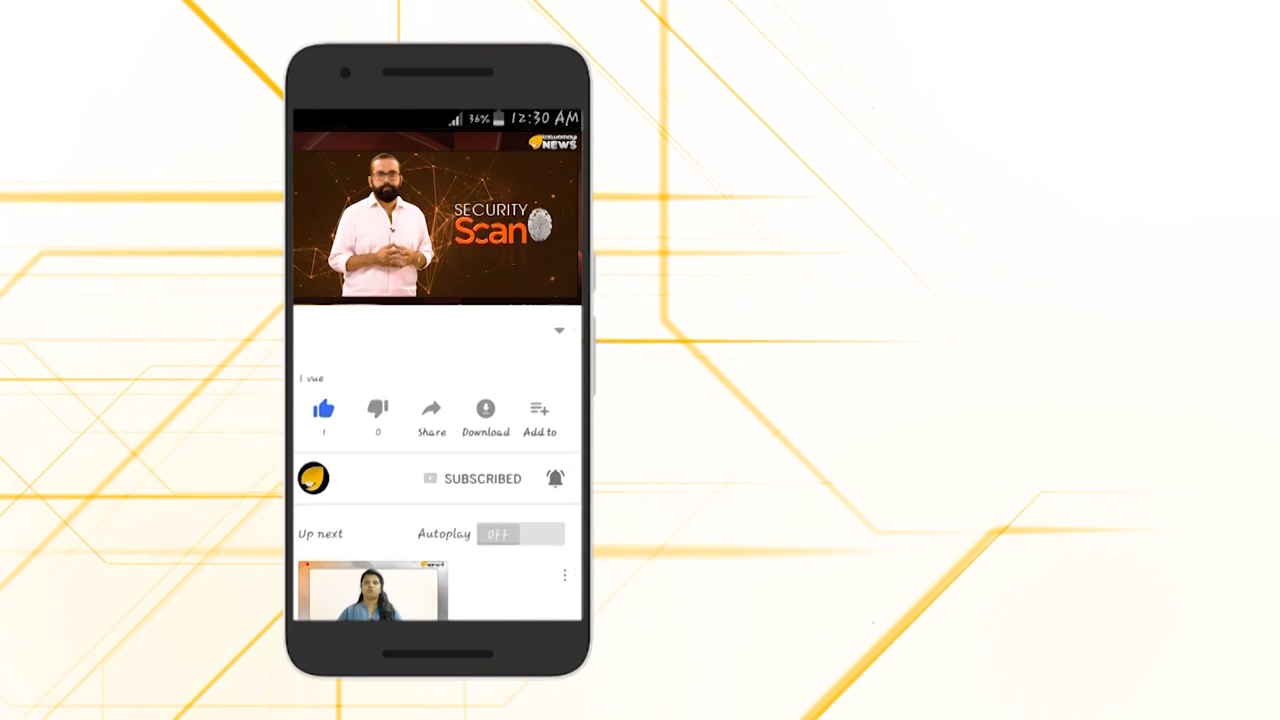 36% 12:30 AM
tatwamayi
NEWS
SECURITY
Scan
1 vue
1 0 Share Download Add to
SUBSCRIBED
Up next Autoplay OFF